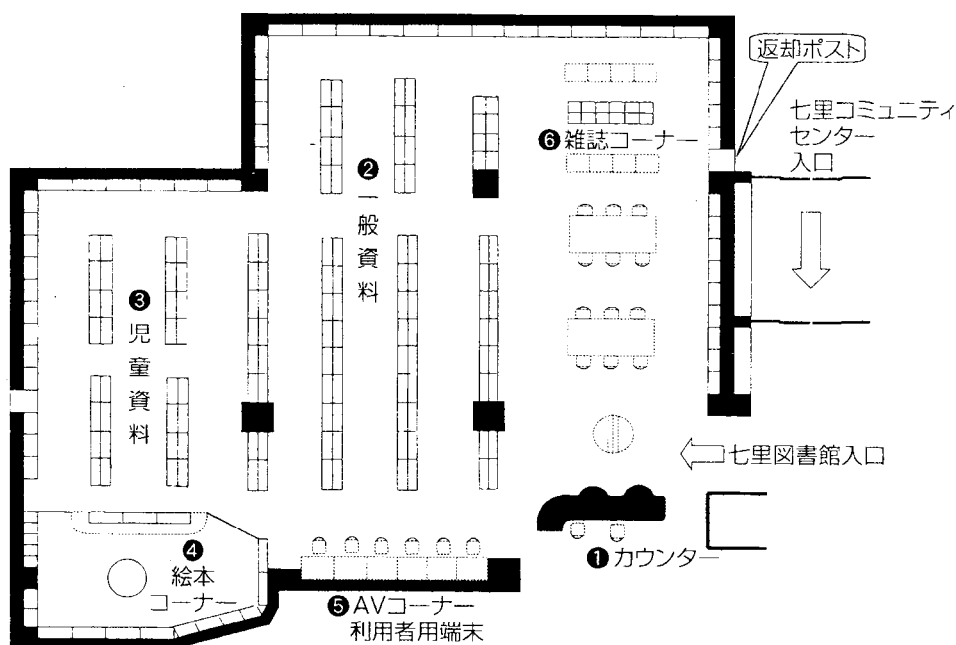 返却ポスト
七里コミュニティ
センター
入口
❻雑誌コーナー
❷一般資料
❸児童資料
七里図書館入口
❶カウンター
❹
絵本
コーナー
❺AVコーナー
利用者用端末